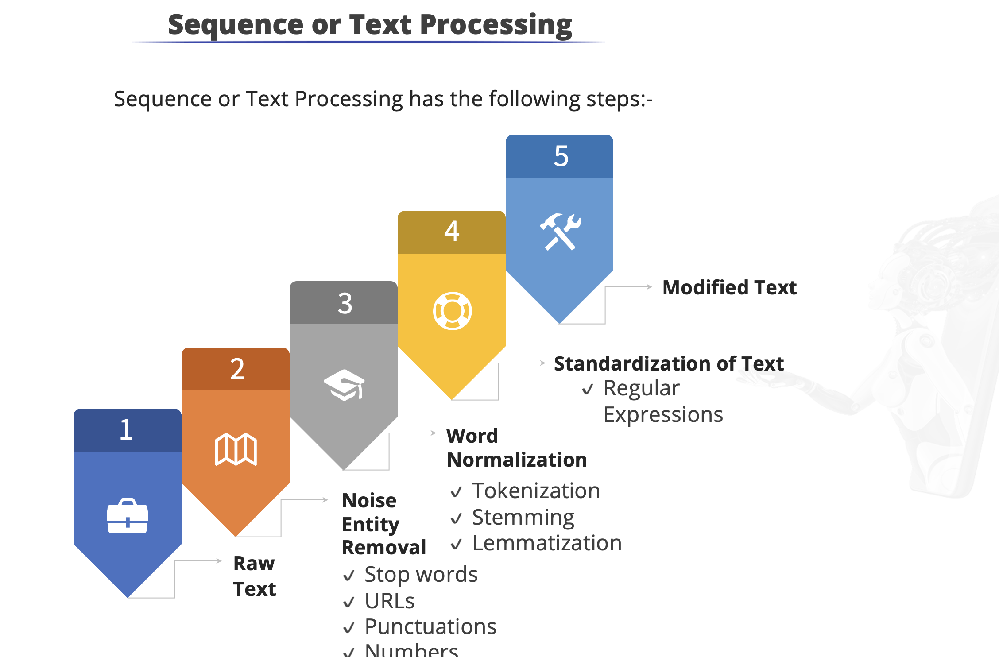 Sequence or Text Processing
Sequence or Text Processing has the following steps:-
1
Raw
Text
2
Noise
Entity
Removal
✓ Stop words
✓ URLs
✓ Punctuations
✓ Numbers
3
Word
Normalization
✓ Tokenization
✓ Stemming
✓ Lemmatization
4
Standardization of Text
✓ Regular
Expressions
5
Modified Text